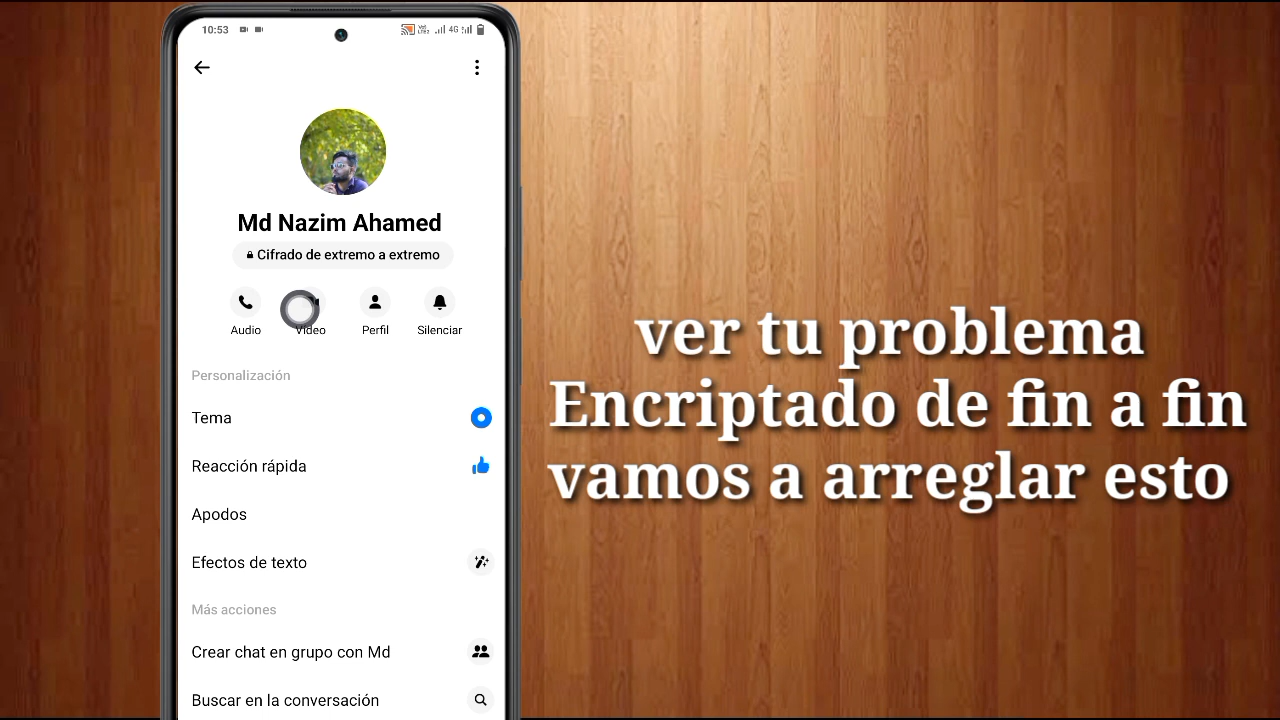 10:53
VoLTE2 4G
Md Nazim Ahamed
Cifrado de extremo a extremo
Audio Video Perfil Silenciar
Personalización
Tema
Reacción rápida
Apodos
Efectos de texto
Más acciones
Crear chat en grupo con Md
Buscar en la conversación
ver tu problema
Encriptado de fin a fin
vamos a arreglar esto